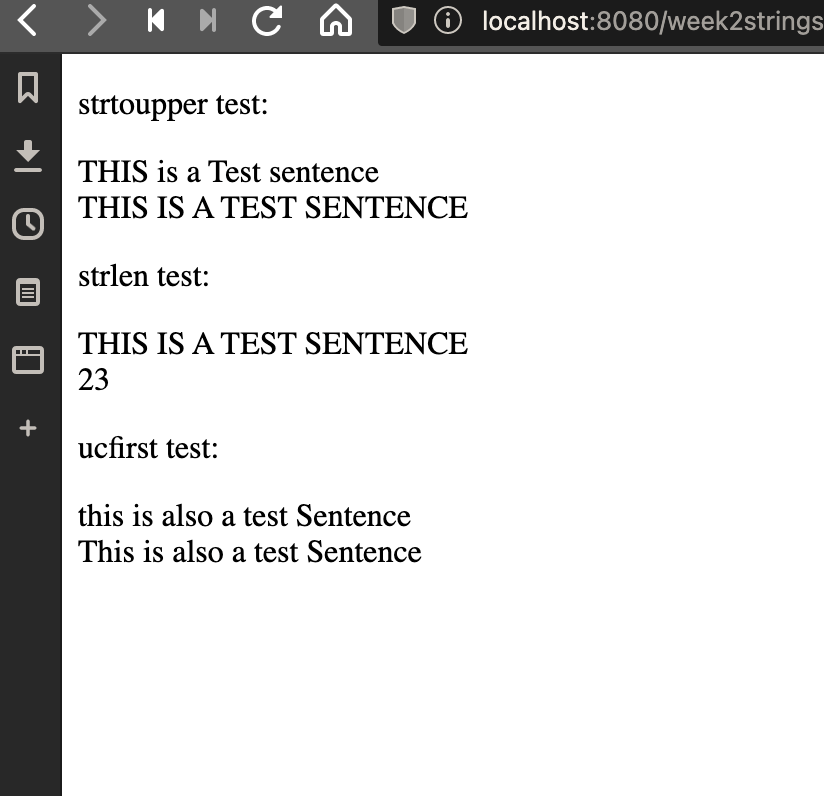 localhost:8080/week2strings
strtoupper test:
THIS is a Test sentence
THIS IS A TEST SENTENCE
strlen test:
THIS IS A TEST SENTENCE
23
ucfirst test:
this is also a test Sentence
This is also a test Sentence